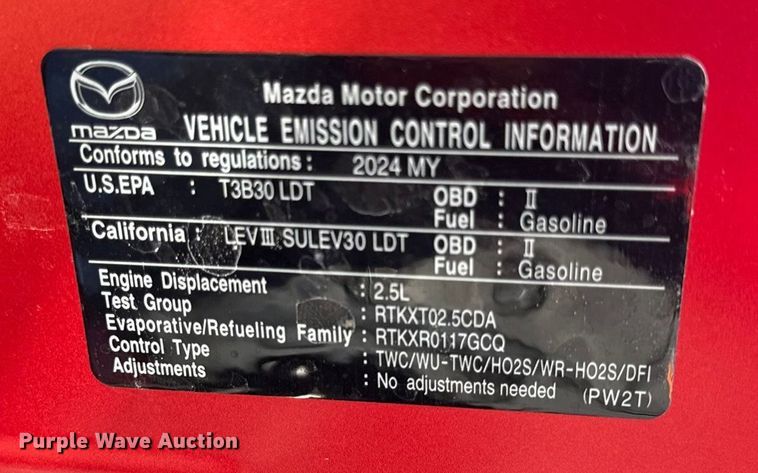 Mazda Motor Corporation
mazda VEHICLE EMISSION CONTROL INFORMATION
Conforms to regulations : 2024 MY
U.S.EPA : T3B30 LDT OBD : II
Fuel : Gasoline
California : LEVIII SULEV30 LDT OBD : II
Fuel : Gasoline
Engine Displacement : 2.5L
Test Group : RTKXT02.5CDA
Evaporative/Refueling Family : RTKXR0117GCQ
Control Type : TWC/WU-TWC/HO2S/WR-HO2S/DFI
Adjustments : No adjustments needed (PW2T)
Purple Wave Auction